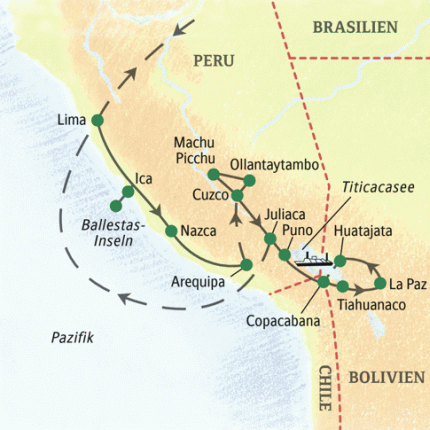 BRASILIEN
PERU
Lima
Machu
Picchu
Ollantaytambo
Ica
Cuzco
Titicacasee
Ballestas-
Inseln
Nazca
Juliaca
Puno
Huatajata
Arequipa
La Paz
Tiahuanaco
Copacabana
Pazifik
CHILE
BOLIVIEN